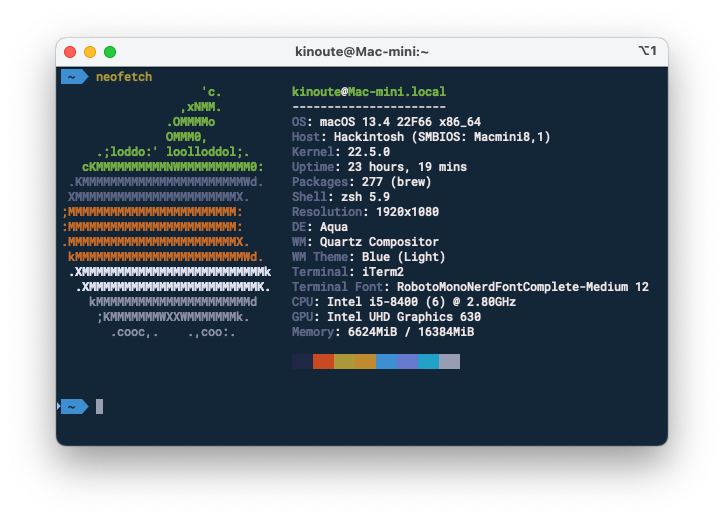 kinoute@Mac-mini:~
⌥1
~ neofetch
'c.
,xNMM.
.OMMMMo
OMMM0,
.;loddo:' loolloddol;.
cKMMMMMMMMMMNWMMMMMMMMMM0:
.KMMMMMMMMMMMMMMMMMMMMMMMWd.
XMMMMMMMMMMMMMMMMMMMMMMMX.
;MMMMMMMMMMMMMMMMMMMMMMMM:
:MMMMMMMMMMMMMMMMMMMMMMMM:
.MMMMMMMMMMMMMMMMMMMMMMMMX.
kMMMMMMMMMMMMMMMMMMMMMMMMWd.
.XMMMMMMMMMMMMMMMMMMMMMMMMMMk
.XMMMMMMMMMMMMMMMMMMMMMMMMK.
kMMMMMMMMMMMMMMMMMMMMMMd
;KMMMMMMMWXXWMMMMMMMk.
.cooc,. .,coo:.
kinoute@Mac-mini.local
----------------------
OS: macOS 13.4 22F66 x86_64
Host: Hackintosh (SMBIOS: Macmini8,1)
Kernel: 22.5.0
Uptime: 23 hours, 19 mins
Packages: 277 (brew)
Shell: zsh 5.9
Resolution: 1920x1080
DE: Aqua
WM: Quartz Compositor
WM Theme: Blue (Light)
Terminal: iTerm2
Terminal Font: RobotoMonoNerdFontComplete-Medium 12
CPU: Intel i5-8400 (6) @ 2.80GHz
GPU: Intel UHD Graphics 630
Memory: 6624MiB / 16384MiB
~